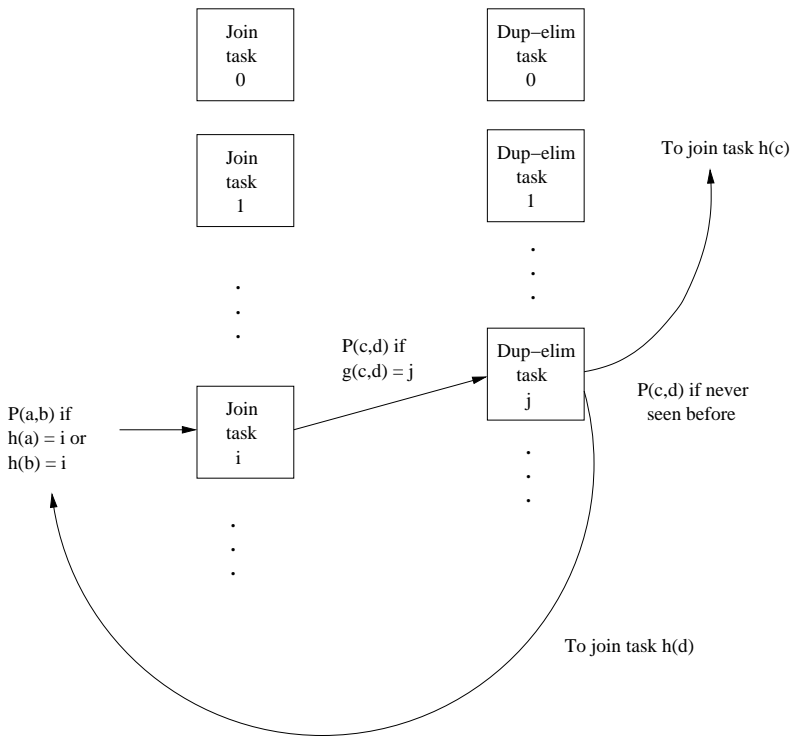 Join
task
0
Dup−elim
task
0
Join
task
1
Dup−elim
task
1
To join task h(c)
P(c,d) if
g(c,d) = j
Dup−elim
task
j
P(a,b) if
h(a) = i or
h(b) = i
Join
task
i
P(c,d) if never
seen before
To join task h(d)